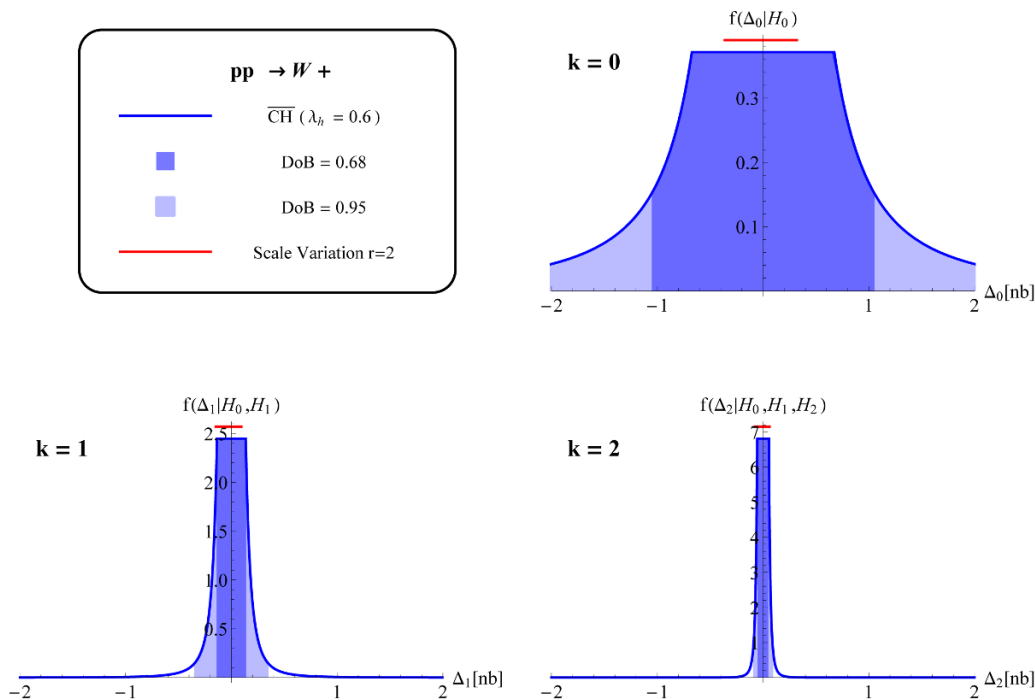 pp → W +
CH ( λh = 0.6 )
DoB = 0.68
DoB = 0.95
Scale Variation r=2
f(Δ0|H0)
k = 0
0.3
0.2
0.1
−2 −1 1 2 Δ0[nb]
f(Δ1|H0,H1)
k = 1
2.5
2.0
1.5
1.0
0.5
−2 −1 1 2
Δ1[nb]
f(Δ2|H0,H1,H2)
k = 2
7
6
5
4
3
2
1
−2 −1 1 2
Δ2[nb]